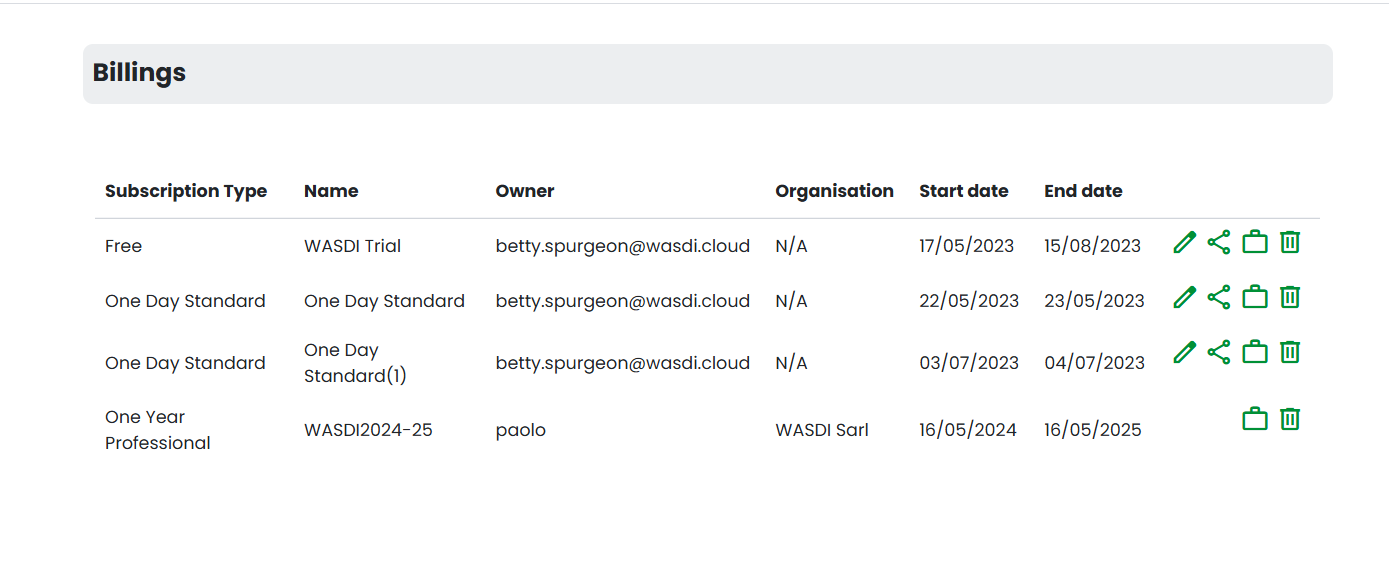 Billings
Subscription Type Name Owner Organisation Start date End date
Free WASDI Trial betty.spurgeon@wasdi.cloud N/A 17/05/2023 15/08/2023
One Day Standard One Day Standard betty.spurgeon@wasdi.cloud N/A 22/05/2023 23/05/2023
One Day Standard One Day Standard(1) betty.spurgeon@wasdi.cloud N/A 03/07/2023 04/07/2023
One Year Professional WASDI2024-25 paolo WASDI Sarl 16/05/2024 16/05/2025